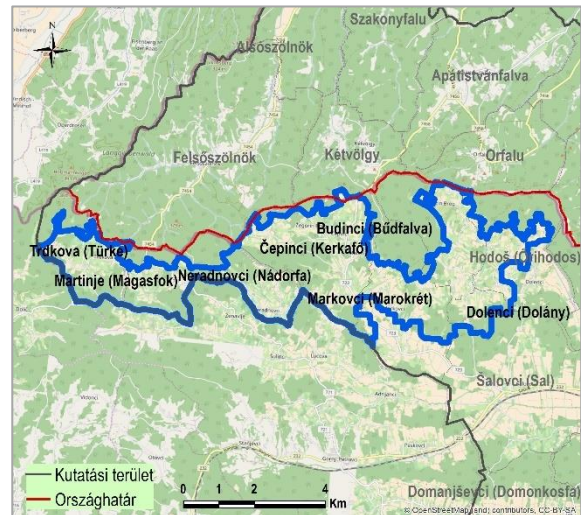 N
Szakonyfalu
Alsószölnök
Apátistvánfalva
Felsőszölnök
Kétvölgy
Orfalu
Budinci (Bűdfalva)
Trdkova (Türke)
Čepinci (Kerkafő)
Hodoš (Őrihodos)
Martinje (Magasfok)
Neradnovci (Nádorfa)
Markovci (Marokrét)
Dolenci (Dolány)
Šalovci (Sal)
Kutatási terület
Országhatár
0 1 2 4
Km
Domanjševci (Domonkosfa)
© OpenStreetMap (and) contributors, CC-BY-SA